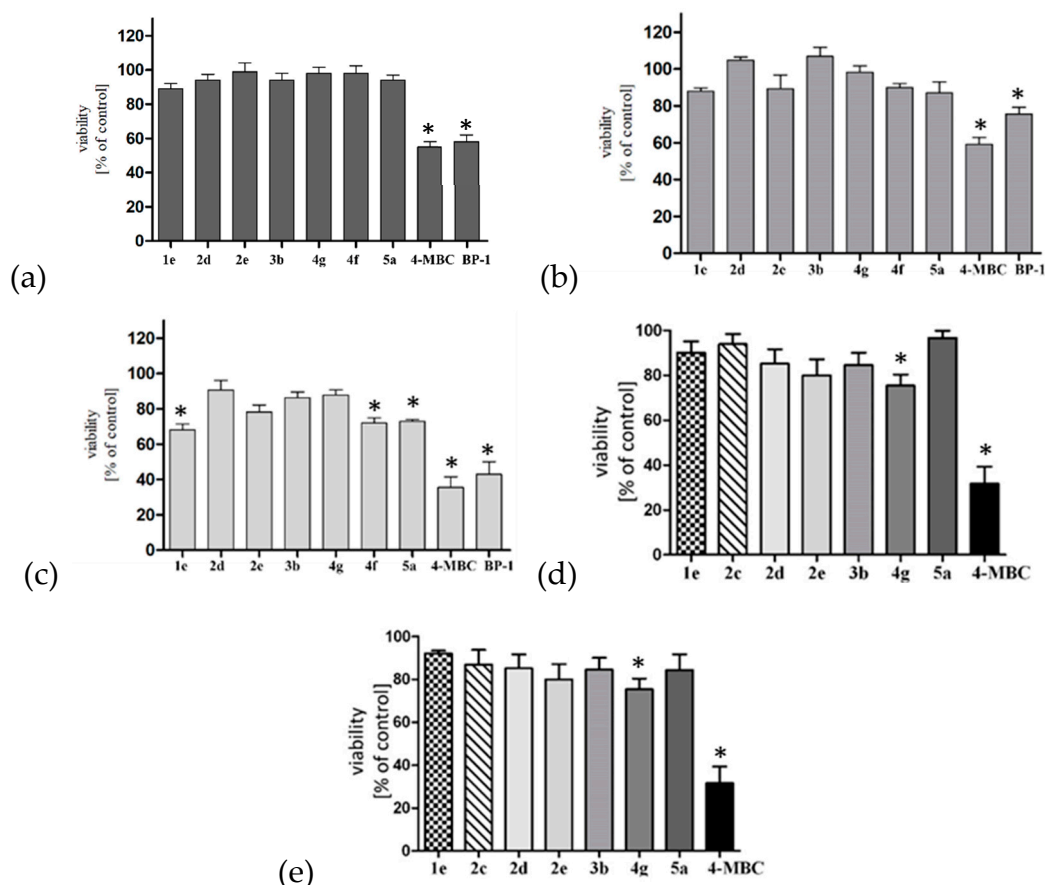 viability
[% of control]
120
100
80
60
40
20
0
* *
1e 2d 2e 3b 4g 4f 5a 4-MBC BP-1
(a)
viability
[% of control]
120
100
80
60
40
20
0
* *
1e 2d 2c 3b 4g 4f 5a 4-MBC BP-1
(b)
viability
[% of control]
120
100
80
60
40
20
0
* * * * *
1e 2d 2e 3b 4g 4f 5a 4-MBC BP-1
(c)
viability
[% of control]
100
80
60
40
20
0
* *
1e 2c 2d 2e 3b 4g 5a 4-MBC
(d)
viability
[% of control]
100
80
60
40
20
0
* *
1e 2c 2d 2e 3b 4g 5a 4-MBC
(e)